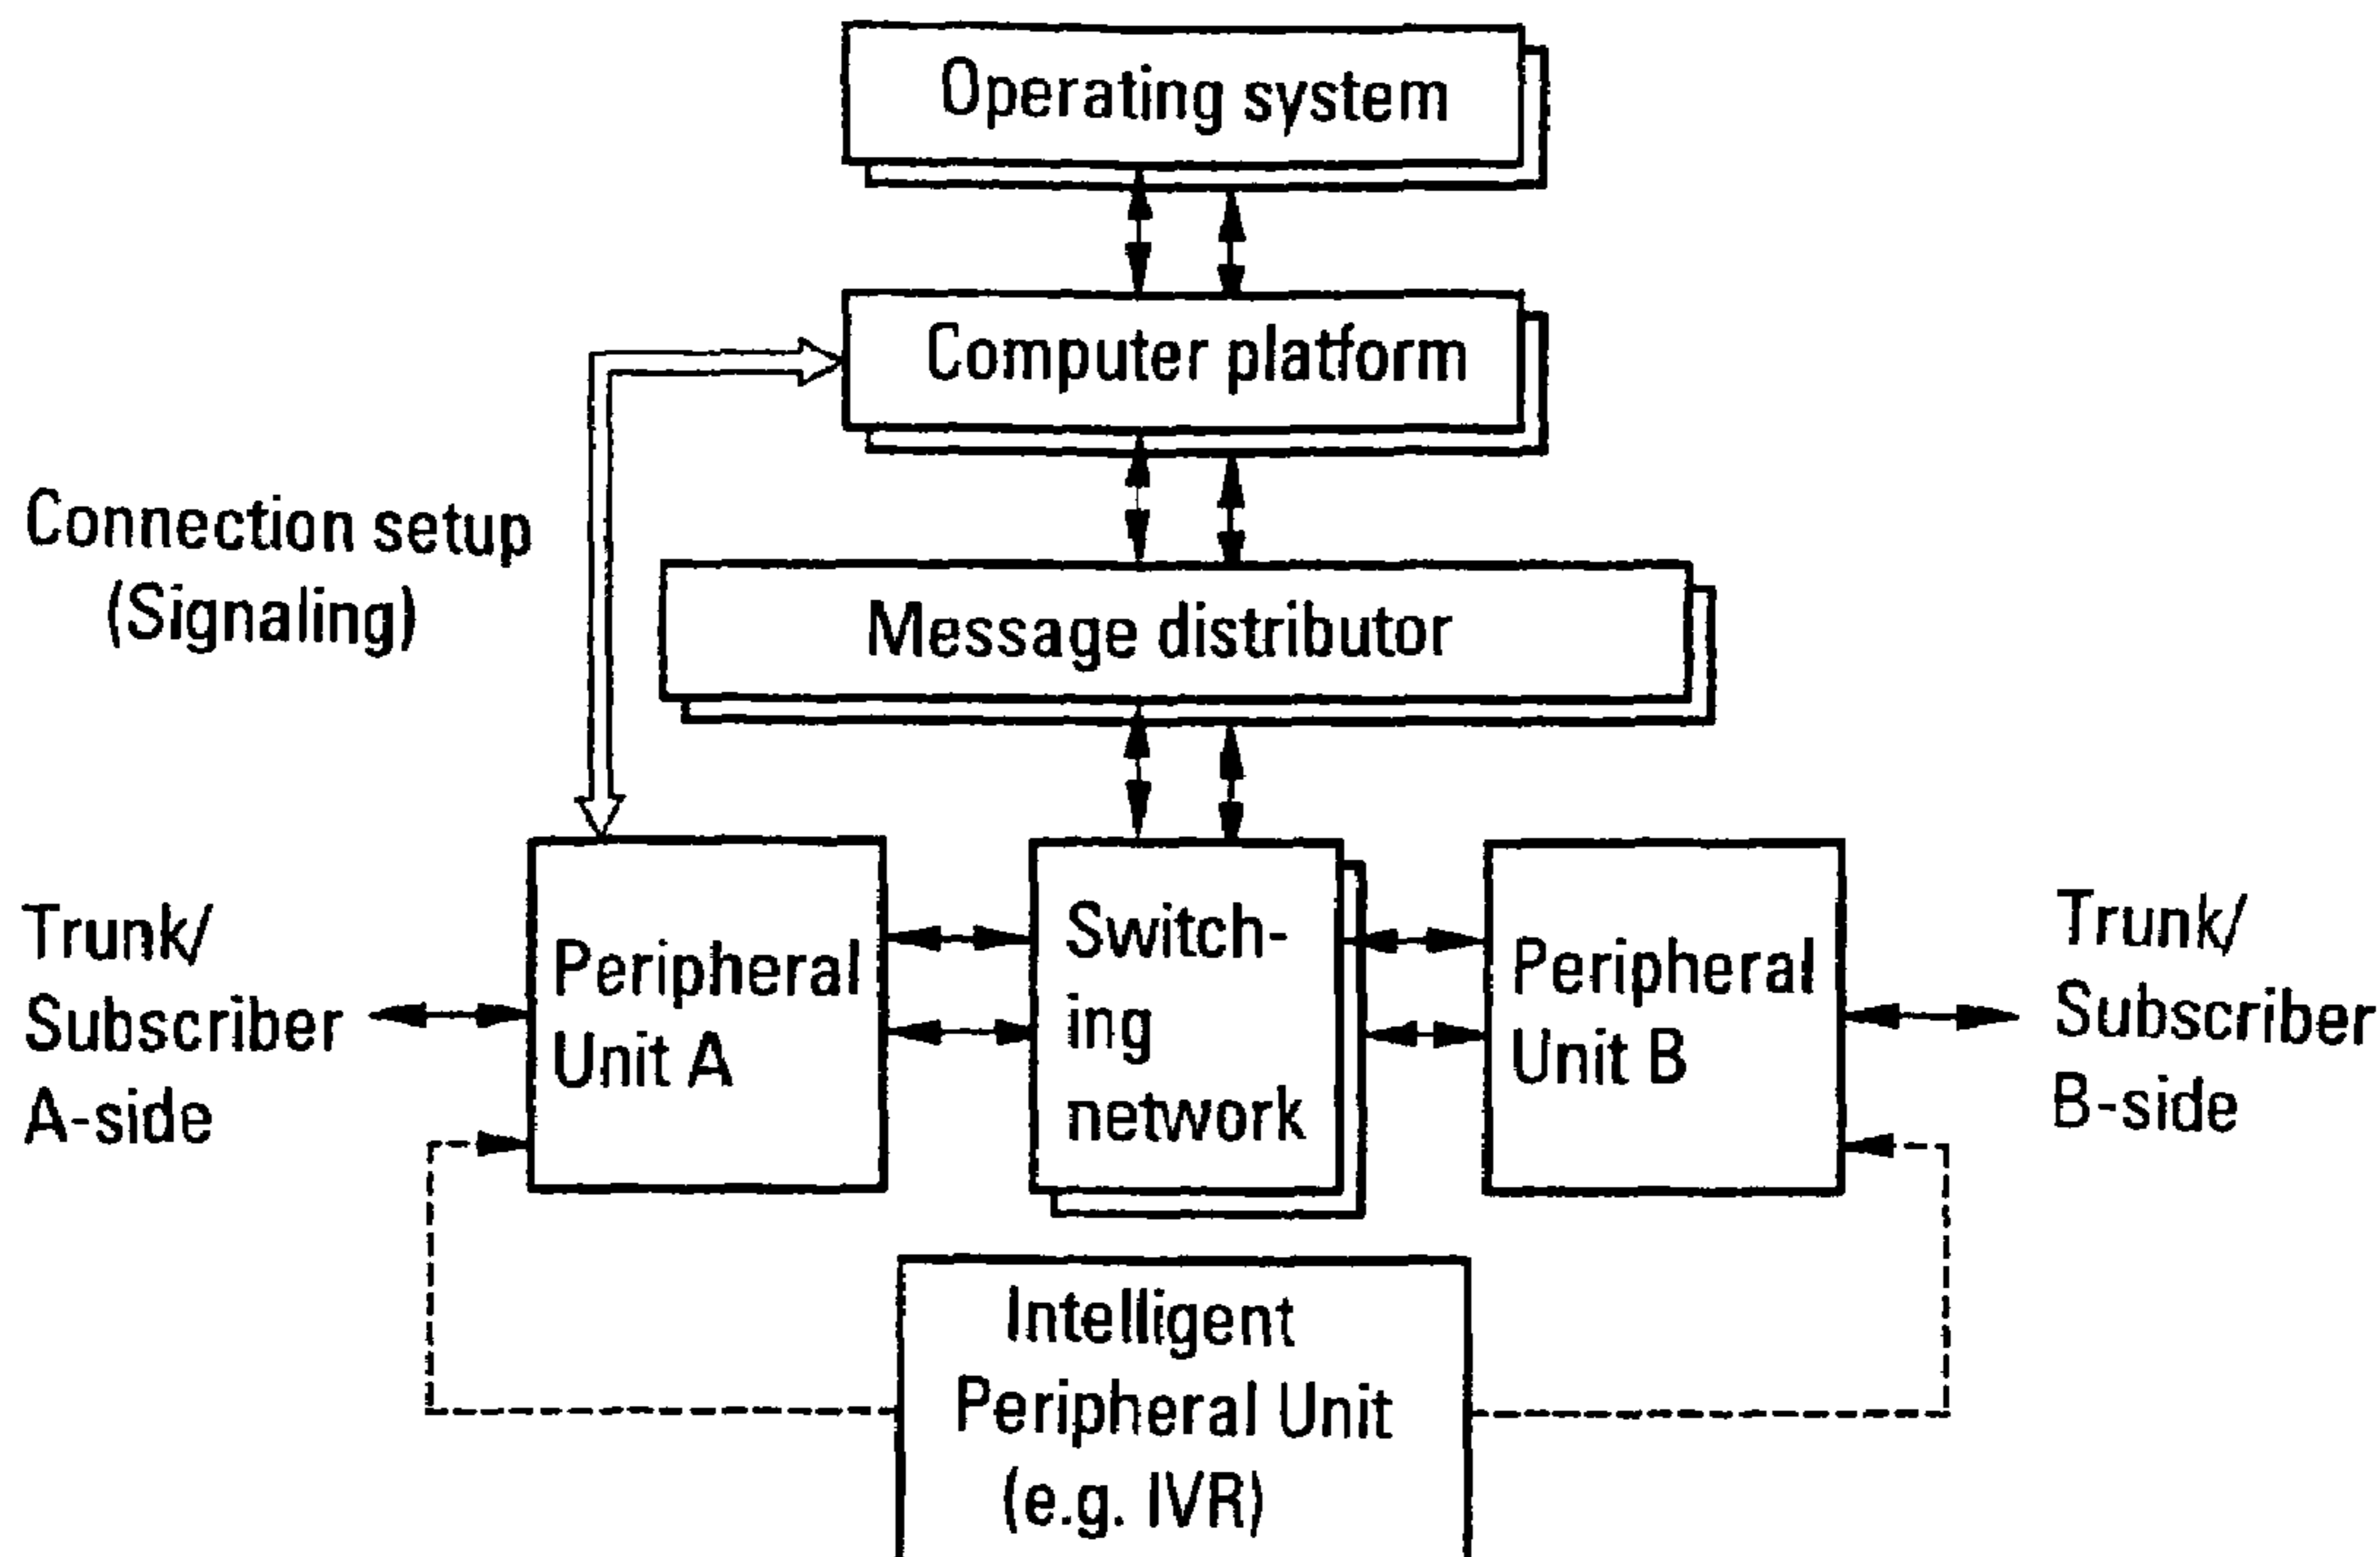 Operating system
Computer platform
Connection setup
(Signaling)
Message distributor
Trunk/
Subscriber
A-side
Peripheral
Unit A
Switch-
ing
network
Peripheral
Unit B
Trunk/
Subscriber
B-side
Intelligent
Peripheral Unit
(e.g. IVR)